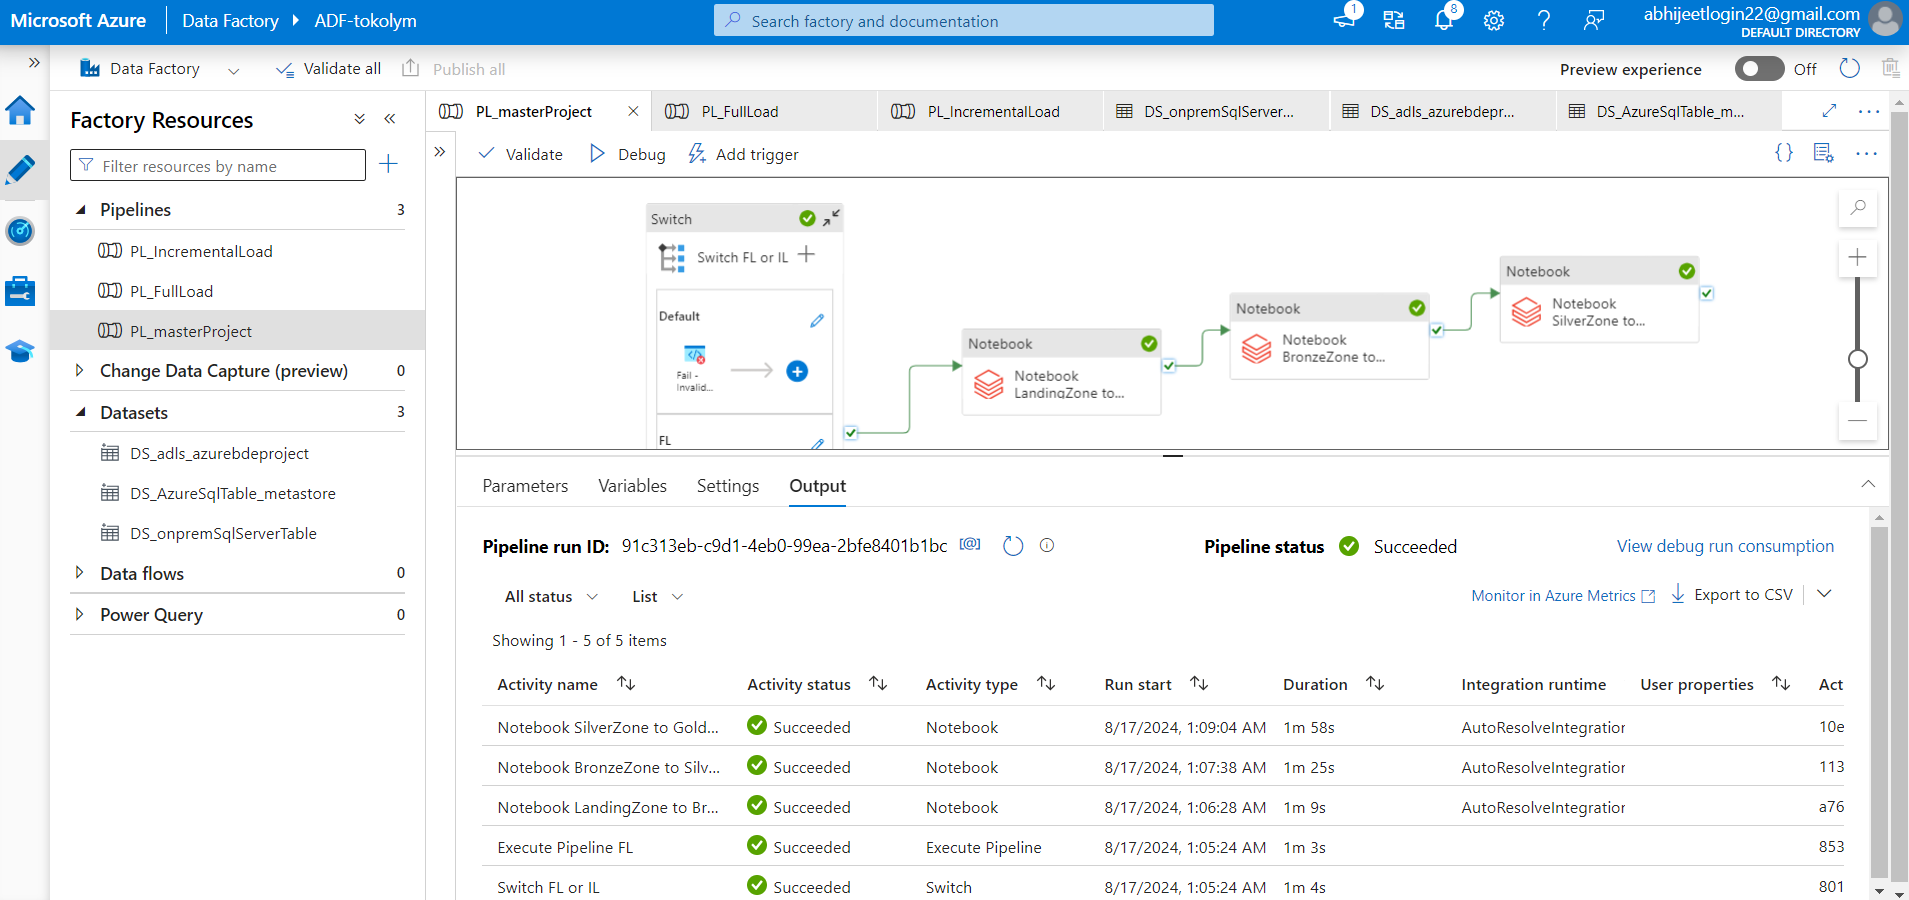 Microsoft Azure
Data Factory
ADF-tokolym
Search factory and documentation
1
8
abhijeetlogin22@gmail.com
DEFAULT DIRECTORY
Data Factory
Validate all
Publish all
Preview experience
Off
Factory Resources
Filter resources by name
Pipelines 3
PL_IncrementalLoad
PL_FullLoad
PL_masterProject
Change Data Capture (preview) 0
Datasets 3
DS_adls_azurebdeproject
DS_AzureSqlTable_metastore
DS_onpremSqlServerTable
Data flows 0
Power Query 0
PL_masterProject
PL_FullLoad
PL_IncrementalLoad
DS_onpremSqlServer...
DS_adls_azurebdepr...
DS_AzureSqlTable_m...
Validate
Debug
Add trigger
Switch
Switch FL or IL
Default
Fail -
Invalid...
FL
Notebook
Notebook
LandingZone to...
Notebook
Notebook
BronzeZone to...
Notebook
Notebook
SilverZone to...
Parameters
Variables
Settings
Output
Pipeline run ID: 91c313eb-c9d1-4eb0-99ea-2bfe8401b1bc
Pipeline status Succeeded
View debug run consumption
All status
List
Monitor in Azure Metrics
Export to CSV
Showing 1 - 5 of 5 items
Activity name Activity status Activity type Run start Duration Integration runtime User properties Act
Notebook SilverZone to Gold... Succeeded Notebook 8/17/2024, 1:09:04 AM 1m 58s AutoResolveIntegration 10e
Notebook BronzeZone to Silv... Succeeded Notebook 8/17/2024, 1:07:38 AM 1m 25s AutoResolveIntegration 113
Notebook LandingZone to Br... Succeeded Notebook 8/17/2024, 1:06:28 AM 1m 9s AutoResolveIntegration a76
Execute Pipeline FL Succeeded Execute Pipeline 8/17/2024, 1:05:24 AM 1m 3s 853
Switch FL or IL Succeeded Switch 8/17/2024, 1:05:24 AM 1m 4s 801